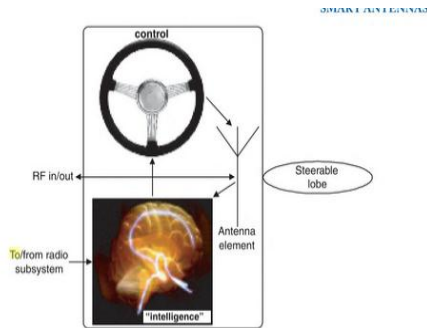 SMART ANTENNAS
control
RF in/out
Steerable
lobe
Antenna
element
To/from radio
subsystem
"intelligence"